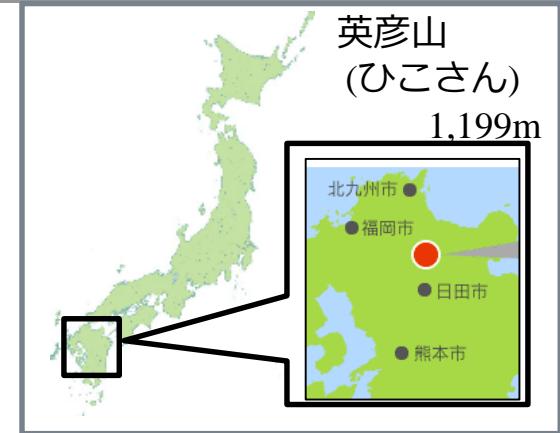 英彦山
(ひこさん)
1,199m
北九州市
福岡市
日田市
熊本市